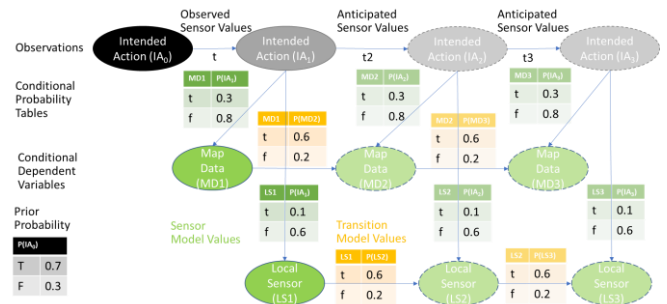 Observed
Sensor Values
Anticipated
Sensor Values
Anticipated
Sensor Values
Observations
Intended
Action (IA₀)
t
Intended
Action (IA₁)
t2
Intended
Action (IA₁)
t3
Intended
Action (IA₁)
Conditional
Probability
Tables
MD1 P(IA₁)
t 0.3
f 0.8
MD2 P(IA₁)
t 0.3
f 0.8
MD3 P(IA₁)
t 0.3
f 0.8
MD1 P(MD2)
t 0.6
f 0.2
MD2 P(MD3)
t 0.6
f 0.2
Conditional
Dependent
Variables
Map
Data
(MD1)
Map
Data
(MD2)
Map
Data
(MD3)
Prior
Probability
P(IA₀)
T 0.7
F 0.3
LS1 P(IA₁)
t 0.1
f 0.6
LS2 P(IA₁)
t 0.1
f 0.6
LS3 P(IA₁)
t 0.1
f 0.6
Sensor
Model Values
Transition
Model Values
LS1 P(LS2)
t 0.6
f 0.2
LS2 P(LS3)
t 0.6
f 0.2
Local
Sensor
(LS1)
Local
Sensor
(LS2)
Local
Sensor
(LS3)